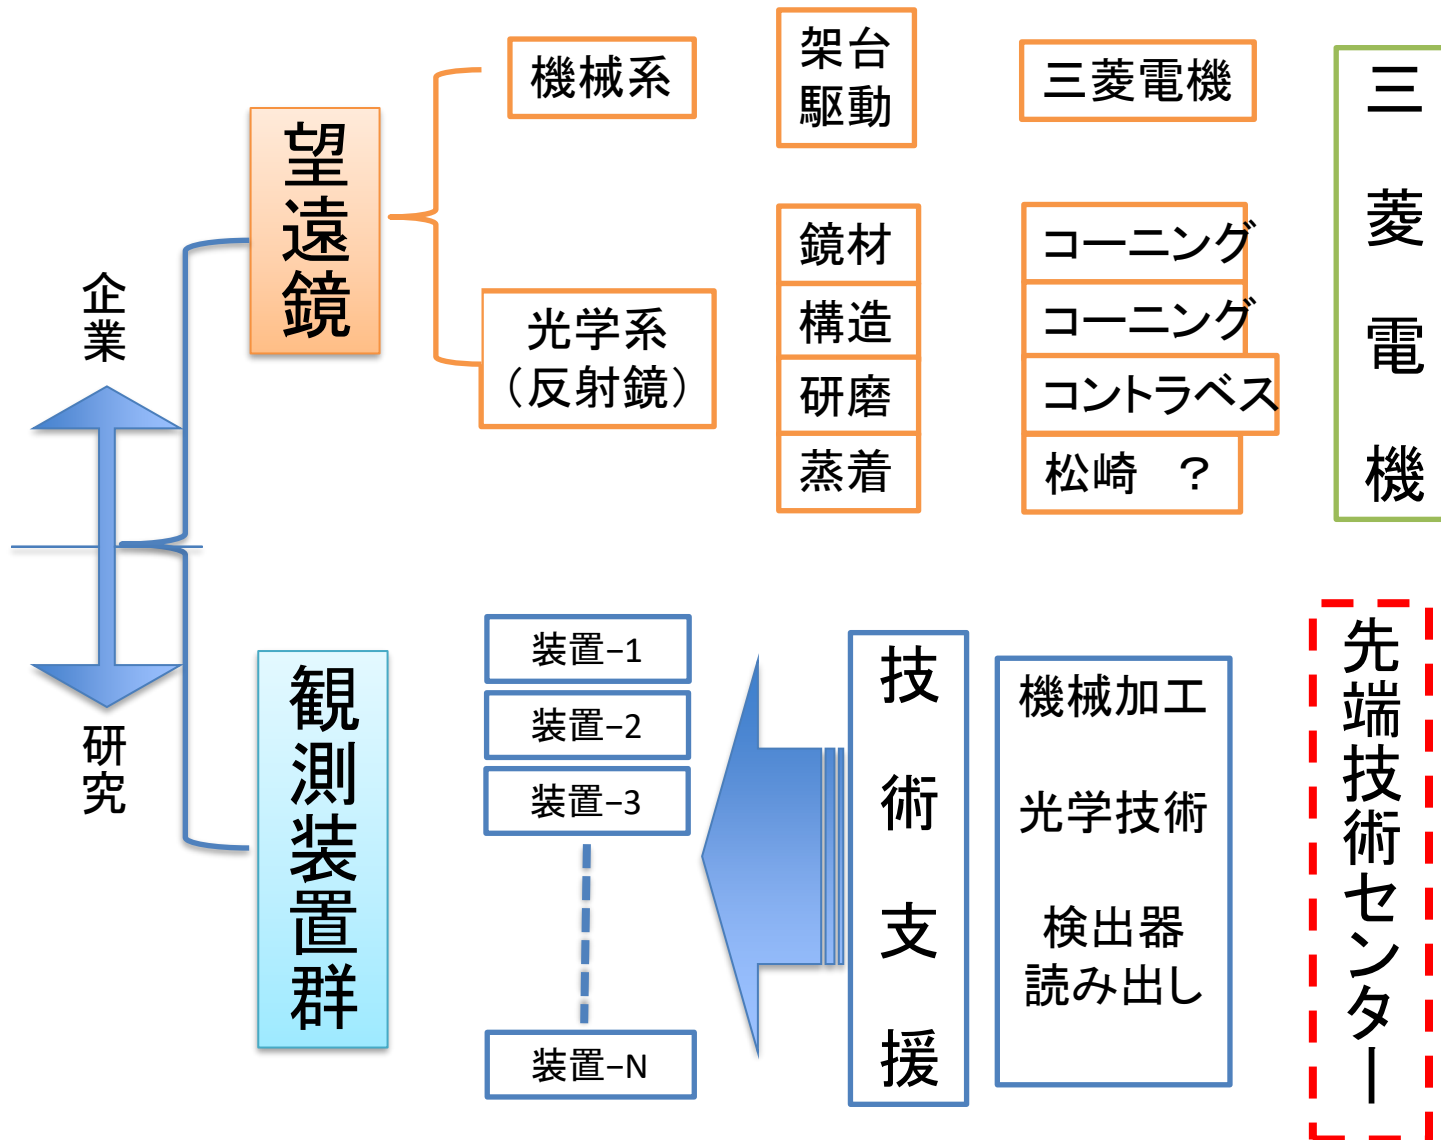 企業
研究
望遠鏡
機械系
架台
駆動
三菱電機
光学系
（反射鏡）
鏡材
コーニング
構造
コーニング
研磨
コントラベス
蒸着
松崎　？
三菱電機
観測装置群
装置−1
装置−2
装置−3
装置−N
技術支援
機械加工
光学技術
検出器
読み出し
先端技術センター